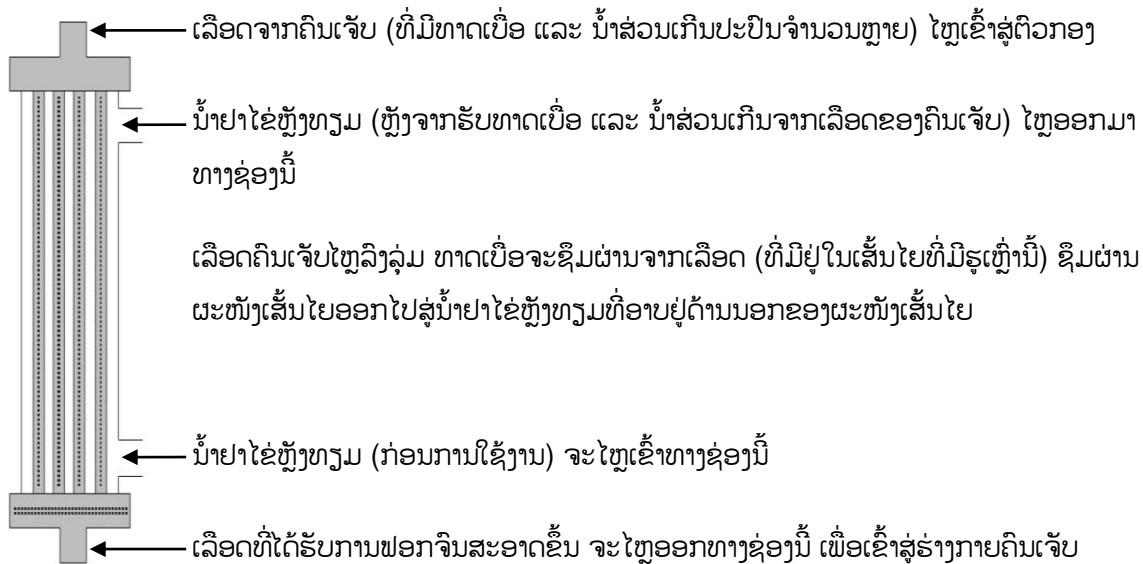 ເລືອດຈາກຄົນເຈັບ (ທີ່ມີທາດເບື່ອ ແລະ ນ້ຳສ່ວນເກີນປະປົນຈຳນວນຫຼາຍ) ໄຫຼເຂົ້າສູ່ຕົວກອງ
ນ້ຳຢາໄຂ່ຫຼັງທຽມ (ຫຼັງຈາກຮັບທາດເບື່ອ ແລະ ນ້ຳສ່ວນເກີນຈາກເລືອດຂອງຄົນເຈັບ) ໄຫຼອອກມາ
ທາງຊ່ອງນີ້
ເລືອດຄົນເຈັບໄຫຼລົງລຸ່ມ ທາດເບື່ອຈະຊຶມຜ່ານຈາກເລືອດ (ທີ່ມີຢູ່ໃນເສັ້ນໄຍທີ່ມີຮູເຫຼົ່ານີ້) ຊຶມຜ່ານ
ຜະໜັງເສັ້ນໄຍອອກໄປສູ່ນ້ຳຢາໄຂ່ຫຼັງທຽມທີ່ອາບຢູ່ດ້ານນອກຂອງຜະໜັງເສັ້ນໄຍ
ນ້ຳຢາໄຂ່ຫຼັງທຽມ (ກ່ອນການໃຊ້ງານ) ຈະໄຫຼເຂົ້າທາງຊ່ອງນີ້
ເລືອດທີ່ໄດ້ຮັບການຟອກຈົນສະອາດຂຶ້ນ ຈະໄຫຼອອກທາງຊ່ອງນີ້ ເພື່ອເຂົ້າສູ່ຮ່າງກາຍຄົນເຈັບ